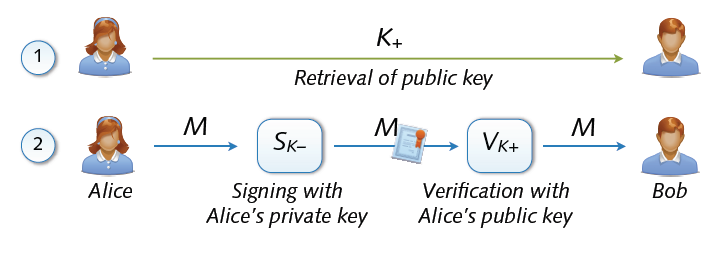 1
K+
Retrieval of public key
2
M
SK−
M
VK+
M
Alice
Signing with
Alice's private key
Verification with
Alice's public key
Bob